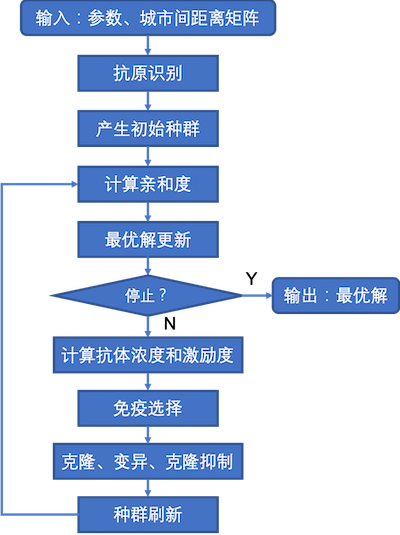 输入：参数、城市间距离矩阵
抗原识别
产生初始种群
计算亲和度
最优解更新
停止？
Y
输出：最优解
N
计算抗体浓度和激励度
免疫选择
克隆、变异、克隆抑制
种群刷新